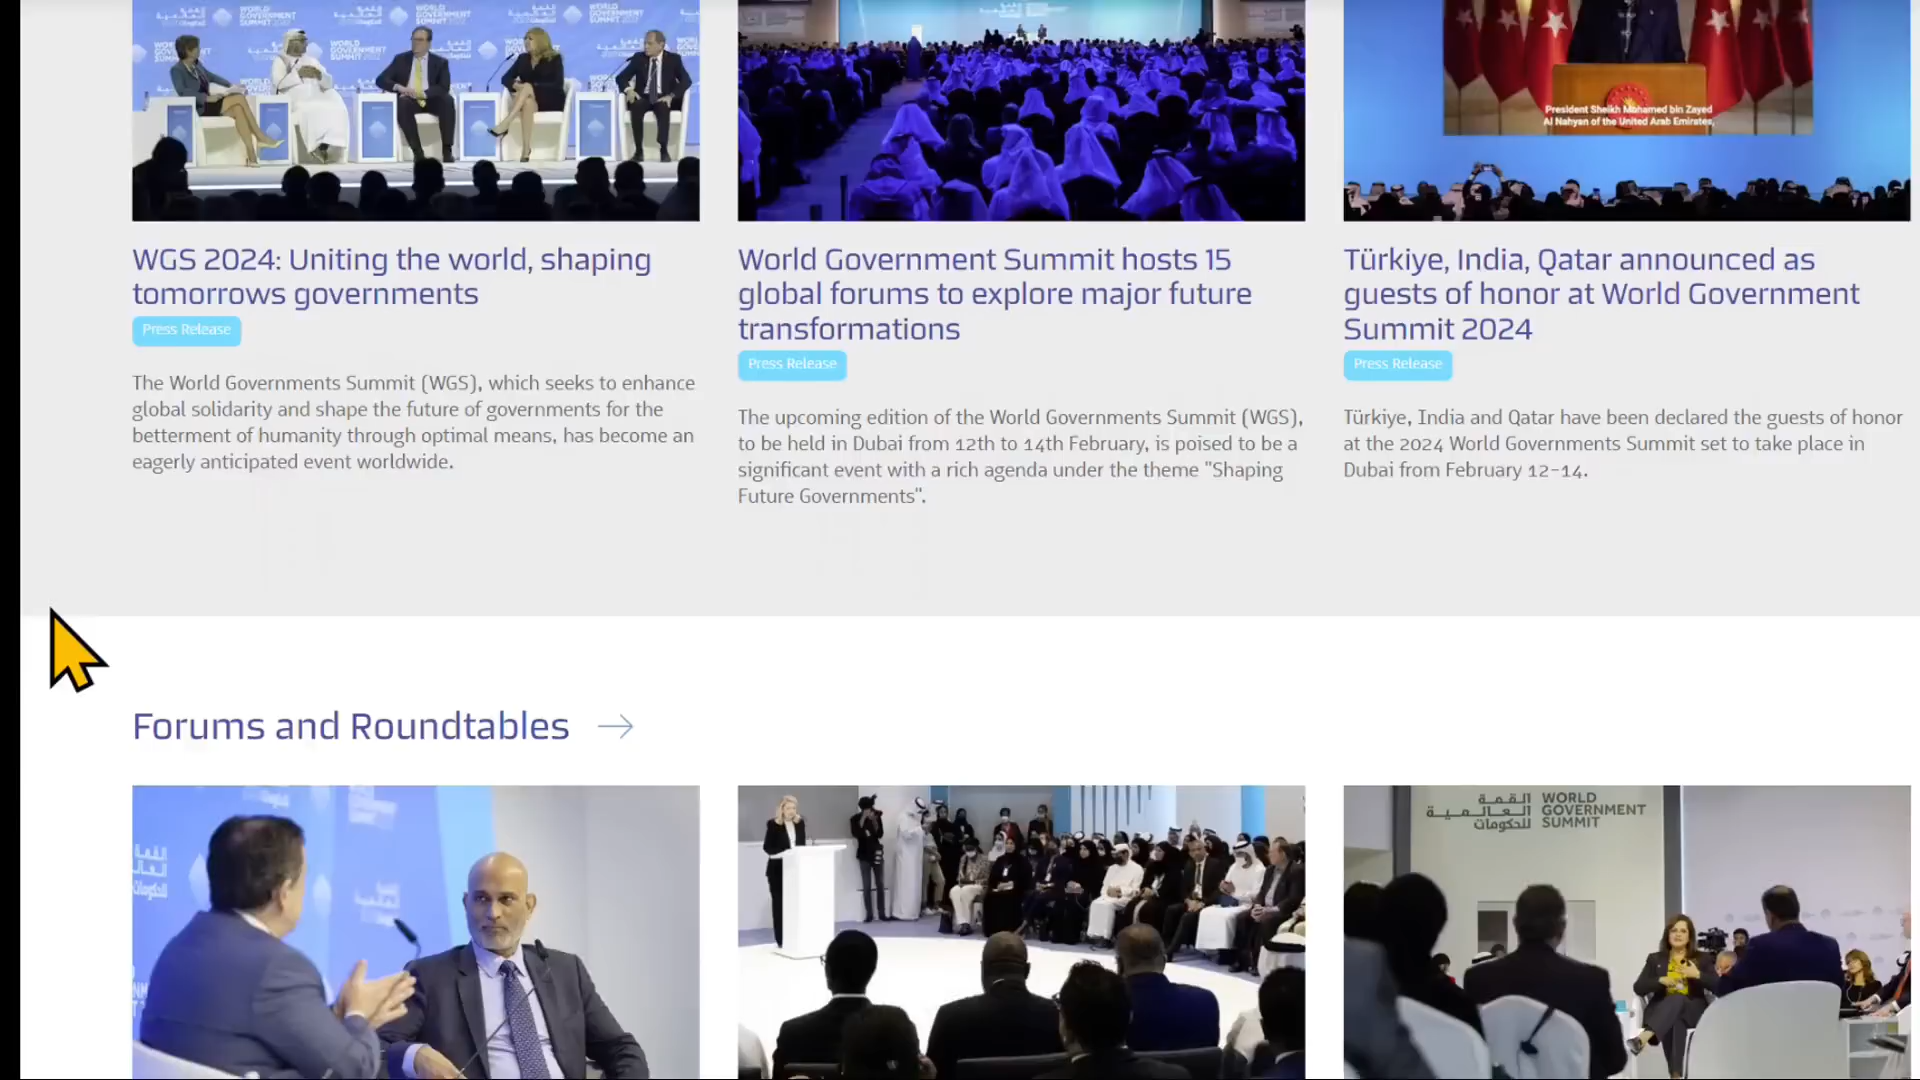 القمة
العالمية
للحكومات
WORLD
GOVERNMENT
SUMMIT
President Sheikh Mohamed bin Zayed
Al Nahyan of the United Arab Emirates,
WGS 2024: Uniting the world, shaping
tomorrows governments
Press Release
The World Governments Summit (WGS), which seeks to enhance
global solidarity and shape the future of governments for the
betterment of humanity through optimal means, has become an
eagerly anticipated event worldwide.
World Government Summit hosts 15
global forums to explore major future
transformations
Press Release
The upcoming edition of the World Governments Summit (WGS),
to be held in Dubai from 12th to 14th February, is poised to be a
significant event with a rich agenda under the theme "Shaping
Future Governments".
Türkiye, India, Qatar announced as
guests of honor at World Government
Summit 2024
Press Release
Türkiye, India and Qatar have been declared the guests of honor
at the 2024 World Governments Summit set to take place in
Dubai from February 12-14.
Forums and Roundtables
القمة
العالمية
للحكومات
WORLD
GOVERNMENT
SUMMIT